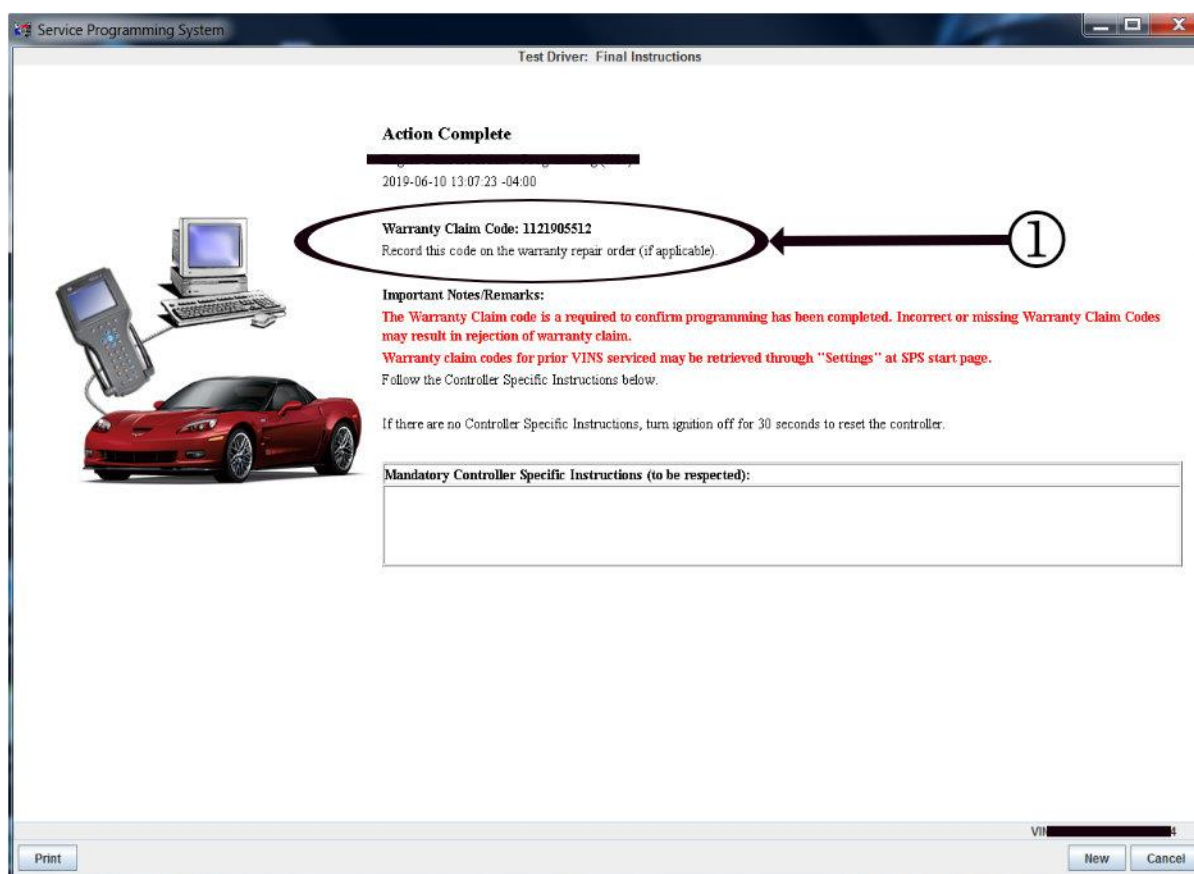 Service Programming System
Test Driver: Final Instructions
Action Complete
2019-06-10 13:07:23 -04:00
Warranty Claim Code: 1121905512
Record this code on the warranty repair order (if applicable).
1
Important Notes/Remarks:
The Warranty Claim code is a required to confirm programming has been completed. Incorrect or missing Warranty Claim Codes
may result in rejection of warranty claim.
Warranty claim codes for prior VINS serviced may be retrieved through "Settings" at SPS start page.
Follow the Controller Specific Instructions below.
If there are no Controller Specific Instructions, turn ignition off for 30 seconds to reset the controller.
Mandatory Controller Specific Instructions (to be respected):
VIN 4
Print
New
Cancel